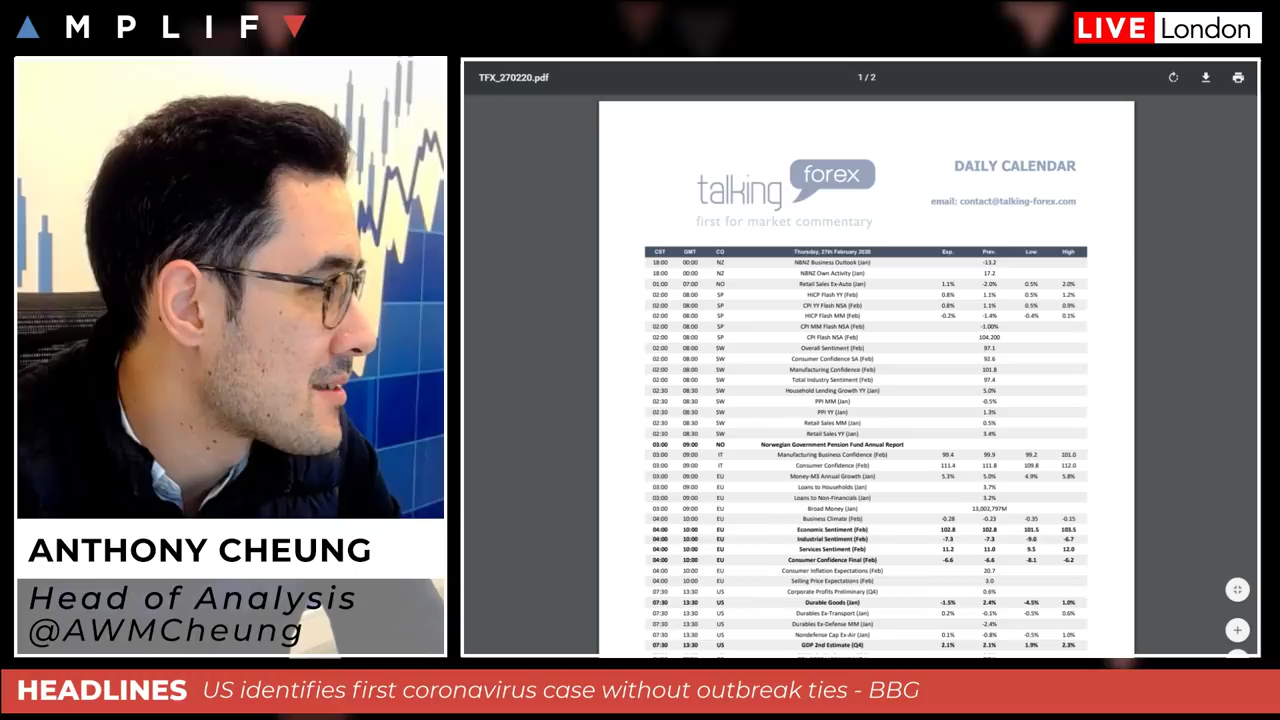 AMPLIFY
LIVE London
TFX_270220.pdf
1 / 2
talking forex
first for market commentary
DAILY CALENDAR
email: contact@talking-forex.com
CST GMT CO Thursday, 27th February 2020 Exp. Prev. Low High
18:00 00:00 NZ NBNZ Business Outlook (Jan) -13.2
18:00 00:00 NZ NBNZ Own Activity (Jan) 17.2
01:00 07:00 NO Retail Sales Ex-Auto (Jan) 1.1% -2.0% 0.5% 2.0%
02:00 08:00 SP HICP Flash YY (Feb) 0.8% 1.1% 0.5% 1.2%
02:00 08:00 SP CPI YY Flash NSA (Feb) 0.8% 1.1% 0.5% 0.9%
02:00 08:00 SP HICP Flash MM (Feb) -0.2% -1.4% -0.4% 0.1%
02:00 08:00 SP CPI MM Flash NSA (Feb) -1.00%
02:00 08:00 SP CPI Flash NSA (Feb) 104.200
02:00 08:00 SW Overall Sentiment (Feb) 97.1
02:00 08:00 SW Consumer Confidence SA (Feb) 92.6
02:00 08:00 SW Manufacturing Confidence (Feb) 101.8
02:00 08:00 SW Total Industry Sentiment (Feb) 97.4
02:30 08:30 SW Household Lending Growth YY (Jan) 5.0%
02:30 08:30 SW PPI MM (Jan) -0.5%
02:30 08:30 SW PPI YY (Jan) 1.3%
02:30 08:30 SW Retail Sales MM (Jan) 0.5%
02:30 08:30 SW Retail Sales YY (Jan) 3.4%
03:00 09:00 NO Norwegian Government Pension Fund Annual Report
03:00 09:00 IT Manufacturing Business Confidence (Feb) 99.4 99.9 99.2 101.0
03:00 09:00 IT Consumer Confidence (Feb) 111.4 111.8 109.8 112.0
03:00 09:00 EU Money-M3 Annual Growth (Jan) 5.3% 5.0% 4.9% 5.8%
03:00 09:00 EU Loans to Households (Jan) 3.7%
03:00 09:00 EU Loans to Non-Financials (Jan) 3.2%
03:00 09:00 EU Broad Money (Jan) 13,002,797M
04:00 10:00 EU Business Climate (Feb) -0.28 -0.23 -0.35 -0.15
04:00 10:00 EU Economic Sentiment (Feb) 102.8 102.8 101.5 103.5
04:00 10:00 EU Industrial Sentiment (Feb) -7.3 -7.3 -9.0 -6.7
04:00 10:00 EU Services Sentiment (Feb) 11.2 11.0 9.5 12.0
04:00 10:00 EU Consumer Confidence Final (Feb) -6.6 -6.6 -8.1 -6.2
04:00 10:00 EU Consumer Inflation Expectations (Feb) 20.7
04:00 10:00 EU Selling Price Expectations (Feb) 3.0
07:30 13:30 US Corporate Profits Preliminary (Q4) 0.6%
07:30 13:30 US Durable Goods (Jan) -1.5% 2.4% -4.5% 1.0%
07:30 13:30 US Durables Ex-Transport (Jan) 0.2% -0.1% -0.5% 0.6%
07:30 13:30 US Durables Ex-Defense MM (Jan) -2.4%
07:30 13:30 US Nondefense Cap Ex-Air (Jan) 0.1% -0.8% -0.5% 1.0%
07:30 13:30 US GDP 2nd Estimate (Q4) 2.1% 2.1% 1.9% 2.3%
ANTHONY CHEUNG
Head of Analysis
@AWMCheung
HEADLINES US identifies first coronavirus case without outbreak ties - BBG